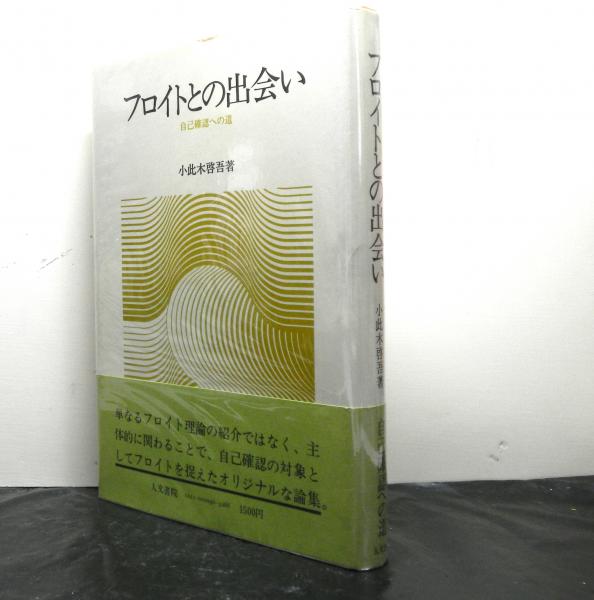 フロイトとの出会い
自己確認への道
小此木啓吾著
単なるフロイト理論の紹介ではなく、主
体的に関わることで、自己確認の対象と
してフロイトを捉えたオリジナルな論集。
人文書院
1500円
フロイトとの出会い
小此木啓吾著
自己確認への道
人文